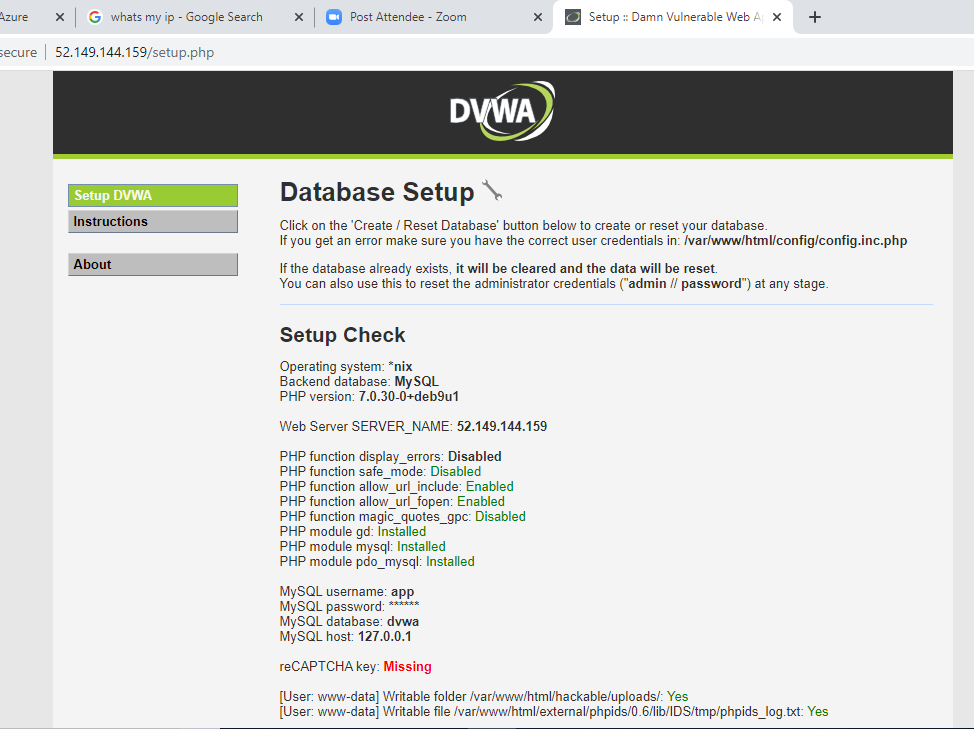 Azure
whats my ip - Google Search
Post Attendee - Zoom
Setup :: Damn Vulnerable Web Ap
secure
52.149.144.159/setup.php
DVWA
Setup DVWA
Instructions
About
Database Setup
Click on the 'Create / Reset Database' button below to create or reset your database.
If you get an error make sure you have the correct user credentials in: /var/www/html/config/config.inc.php
If the database already exists, it will be cleared and the data will be reset.
You can also use this to reset the administrator credentials ("admin // password") at any stage.
Setup Check
Operating system: *nix
Backend database: MySQL
PHP version: 7.0.30-0+deb9u1
Web Server SERVER_NAME: 52.149.144.159
PHP function display_errors: Disabled
PHP function safe_mode: Disabled
PHP function allow_url_include: Enabled
PHP function allow_url_fopen: Enabled
PHP function magic_quotes_gpc: Disabled
PHP module gd: Installed
PHP module mysql: Installed
PHP module pdo_mysql: Installed
MySQL username: app
MySQL password: ******
MySQL database: dvwa
MySQL host: 127.0.0.1
reCAPTCHA key: Missing
[User: www-data] Writable folder /var/www/html/hackable/uploads/: Yes
[User: www-data] Writable file /var/www/html/external/phpids/0.6/lib/IDS/tmp/phpids_log.txt: Yes